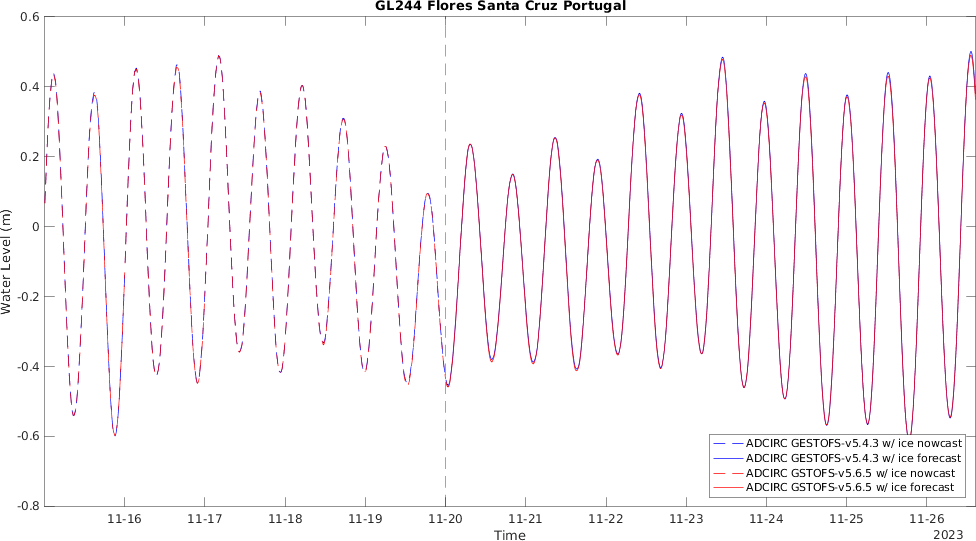 GL244 Flores Santa Cruz Portugal
0.6
0.4
0.2
0
-0.2
-0.4
-0.6
-0.8
Water Level (m)
ADCIRC GESTOFS-v5.4.3 w/ ice nowcast
ADCIRC GESTOFS-v5.4.3 w/ ice forecast
ADCIRC GSTOFS-v5.6.5 w/ ice nowcast
ADCIRC GSTOFS-v5.6.5 w/ ice forecast
11-16 11-17 11-18 11-19 11-20 11-21 11-22 11-23 11-24 11-25 11-26
2023
Time